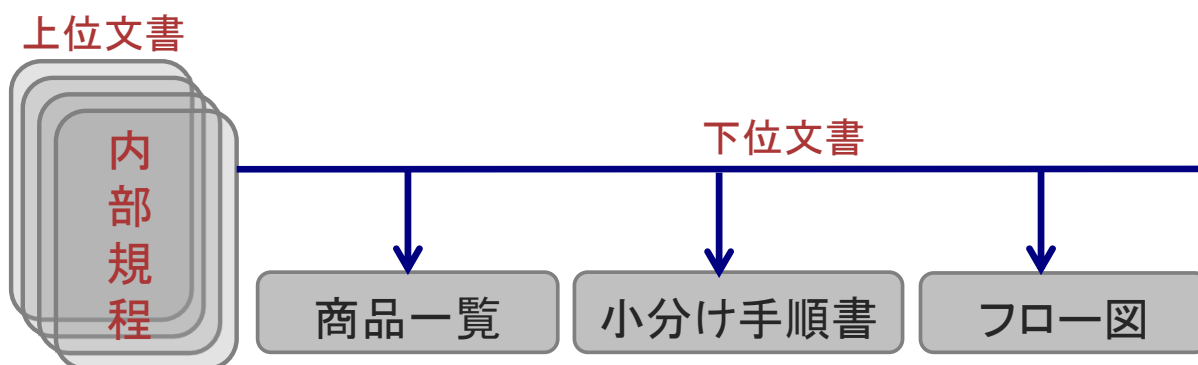 上位文書
内部規程
下位文書
商品一覧
小分け手順書
フロー図